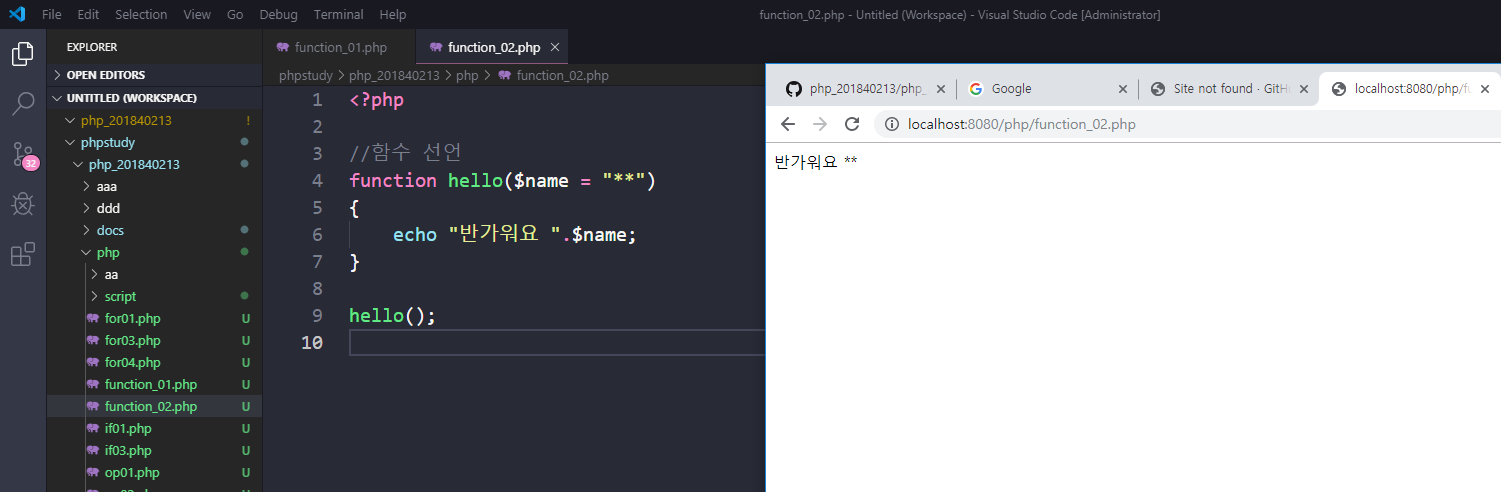 File Edit Selection View Go Debug Terminal Help
function_02.php - Untitled (Workspace) - Visual Studio Code [Administrator]
EXPLORER
OPEN EDITORS
UNTITLED (WORKSPACE)
php_201840213 !
phpstudy
php_201840213
aaa
ddd
docs
php
aa
script
for01.php U
for03.php U
for04.php U
function_01.php U
function_02.php U
if01.php U
if03.php U
op01.php U
32
function_01.php function_02.php
phpstudy > php_201840213 > php > function_02.php
1 <?php
2
3 //함수 선언
4 function hello($name = "**")
5 {
6 echo "반가워요 ".$name;
7 }
8
9 hello();
10
php_201840213/php_ Google Site not found · GitH localhost:8080/php/fu
localhost:8080/php/function_02.php
반가워요 **